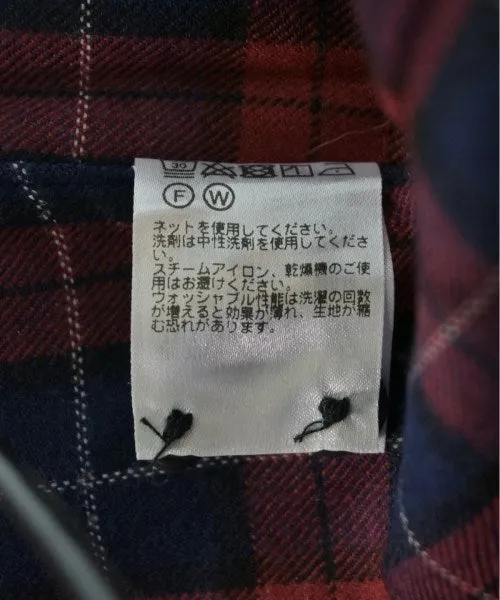 30
F W
ネットを使用してください。
洗剤は中性洗剤を使用してくださ
い。
スチームアイロン、乾燥機のご使
用はお避けください。
ウォッシャブル性能は洗濯の回数
が増えると効果が薄れ、生地が縮
む恐れがあります。